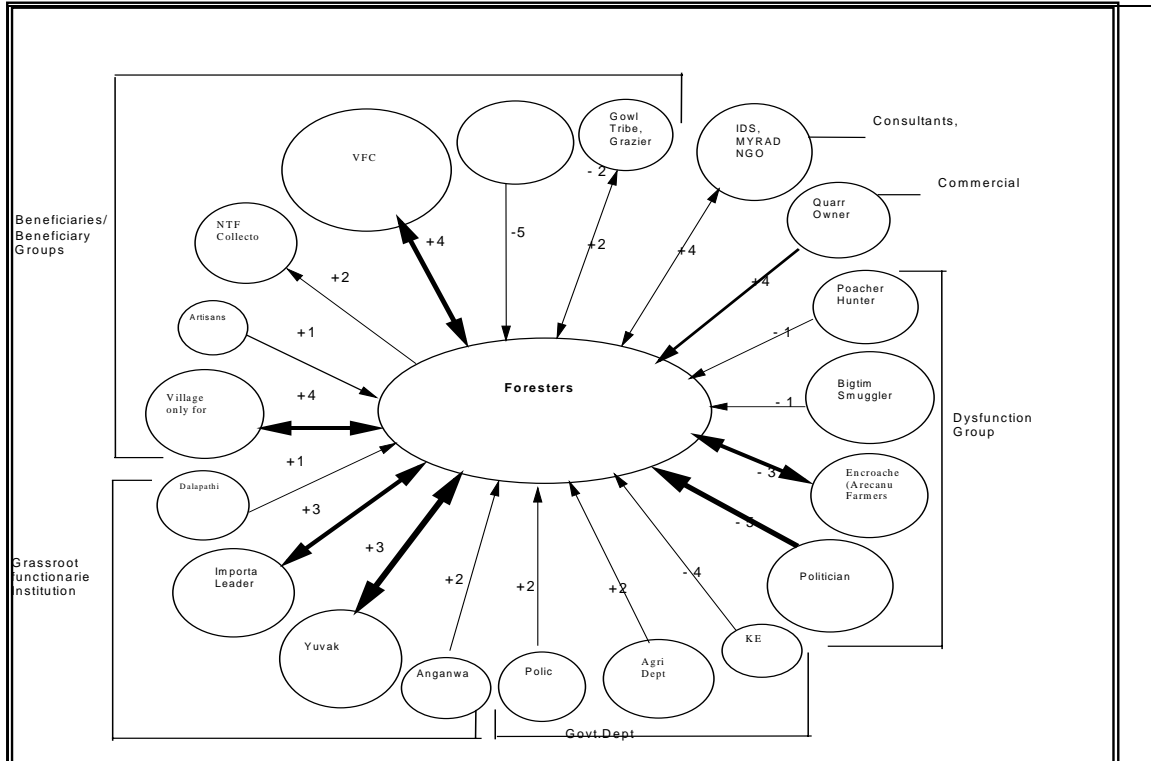 Gowl
Tribe,
Grazier
IDS,
MYRAD
NGO
Consultants,
VFC
- 2
Commercial
Quarr
Owner
NTF
Collecto
Beneficiaries/
Beneficiary
Groups
+4
-5
+2
+4
+2
+4
Poacher
Hunter
Artisans
+1
- 1
Foresters
Bigtim
Smuggler
Village
only for
+4
- 1
Dysfunction
Group
+1
- 3
Encroache
(Arecanu
Farmers
Dalapathi
+3
- 5
Grassroot
functionarie
Institution
Importa
Leader
+3
+2
+2
+2
- 4
Politician
Yuvak
KE
Anganwa
Polic
Agri
Dept
Govt.Dept